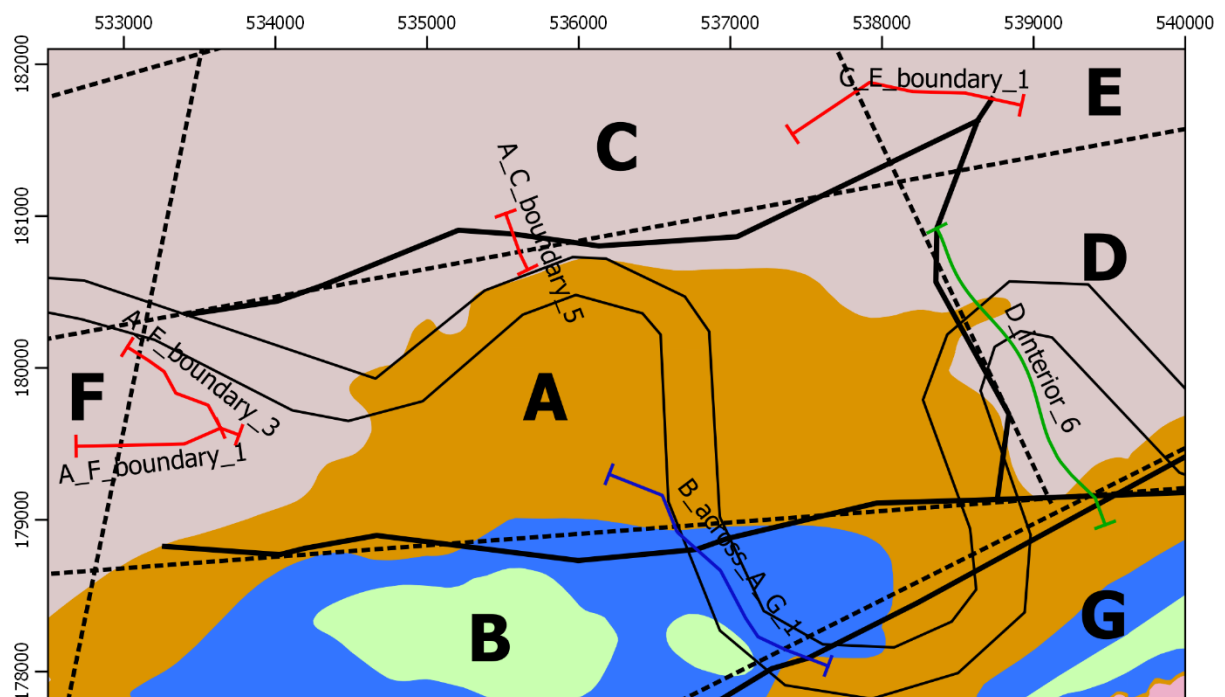 533000 534000 535000 536000 537000 538000 539000 540000
182000
181000
180000
179000
178000
C_E_boundary_1
E
C
A_C_boundary_5
D
A_F_boundary_3
D_interior_6
F
A
A_F_boundary_1
B_across_A_G_1
G
B